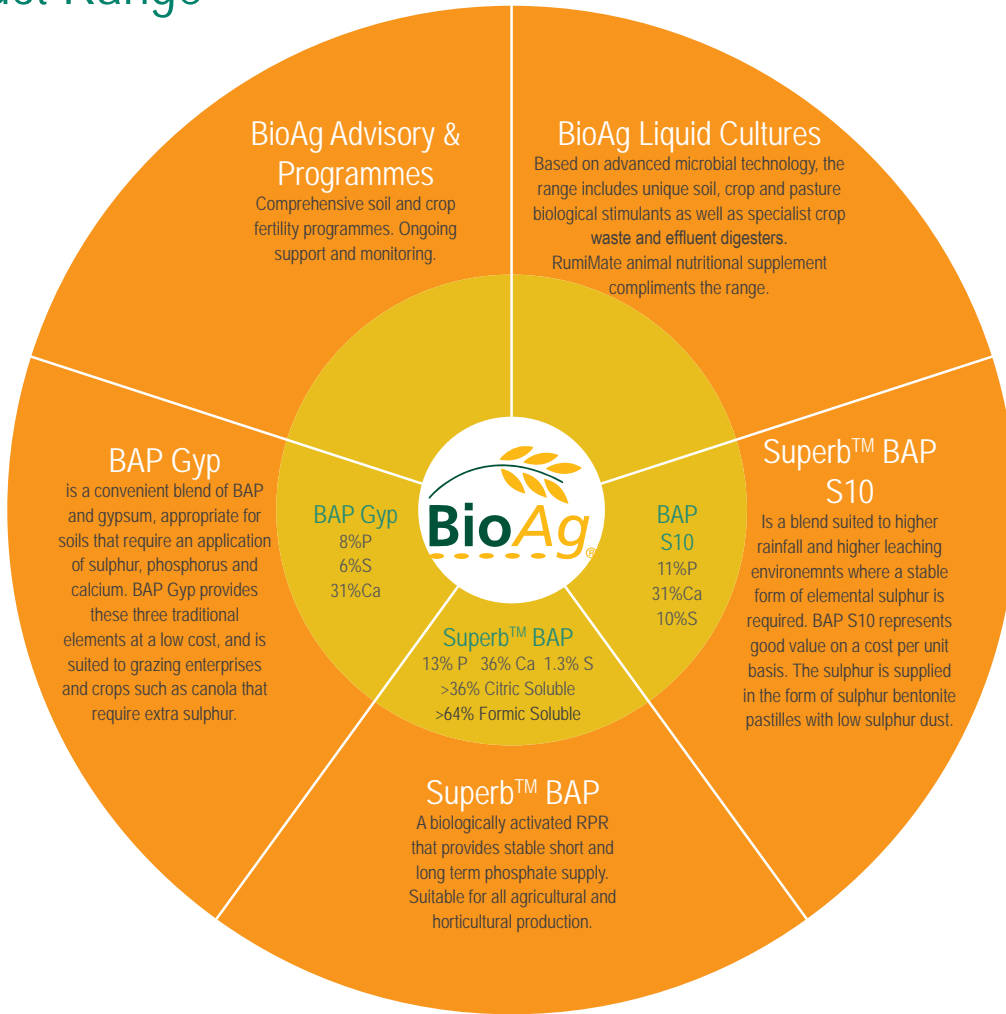 Range
BioAg Advisory &
Programmes
Comprehensive soil and crop
fertility programmes. Ongoing
support and monitoring.
BioAg Liquid Cultures
Based on advanced microbial technology, the
range includes unique soil, crop and pasture
biological stimulants as well as specialist crop
waste and effluent digesters.
RumiMate animal nutritional supplement
compliments the range.
BAP Gyp
is a convenient blend of BAP
and gypsum, appropriate for
soils that require an application
of sulphur, phosphorus and
calcium. BAP Gyp provides
these three traditional
elements at a low cost, and is
suited to grazing enterprises
and crops such as canola that
require extra sulphur.
BAP Gyp
8%P
6%S
31%Ca
BioAg®
BAP
S10
11%P
31%Ca
10%S
Superb™ BAP
S10
Is a blend suited to higher
rainfall and higher leaching
environemnts where a stable
form of elemental sulphur is
required. BAP S10 represents
good value on a cost per unit
basis. The sulphur is supplied
in the form of sulphur bentonite
pastilles with low sulphur dust.
Superb™ BAP
13% P 36% Ca 1.3% S
>36% Citric Soluble
>64% Formic Soluble
Superb™ BAP
A biologically activated RPR
that provides stable short and
long term phosphate supply.
Suitable for all agricultural and
horticultural production.